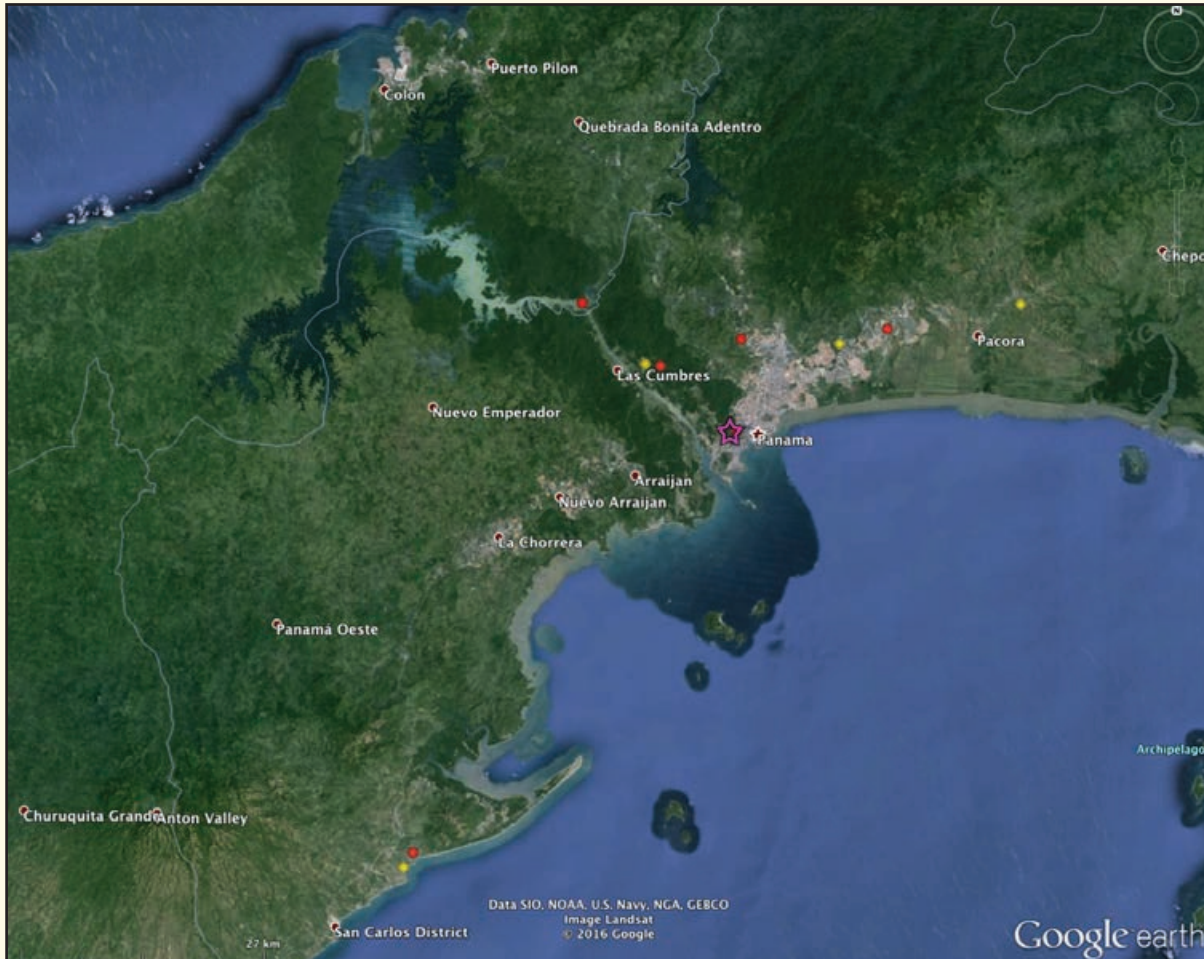 N
Puerto Pilon
Colon
Quebrada Bonita Adentro
Chepo
Pacora
Las Cumbres
Nuevo Emperador
Panama
Arraijan
Nuevo Arraijan
La Chorrera
Panamá Oeste
Archipelago
Churuquita Grande
Anton Valley
Data SIO, NOAA, U.S. Navy, NGA, GEBCO
Image Landsat
© 2016 Google
San Carlos District
27 km
Google earth